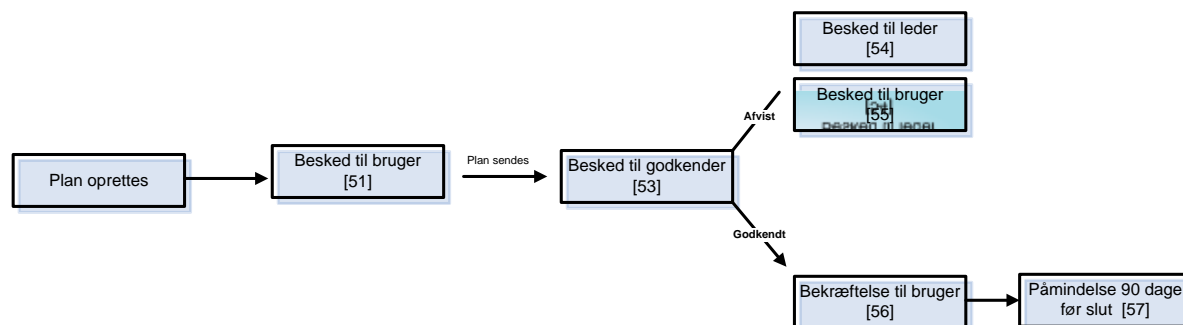 Besked til leder
[54]
Besked til bruger
[55]
Afvist
Plan oprettes
Besked til bruger
[51]
Plan sendes
Besked til godkender
[53]
Godkendt
Bekræftelse til bruger
[56]
Påmindelse 90 dage
før slut [57]